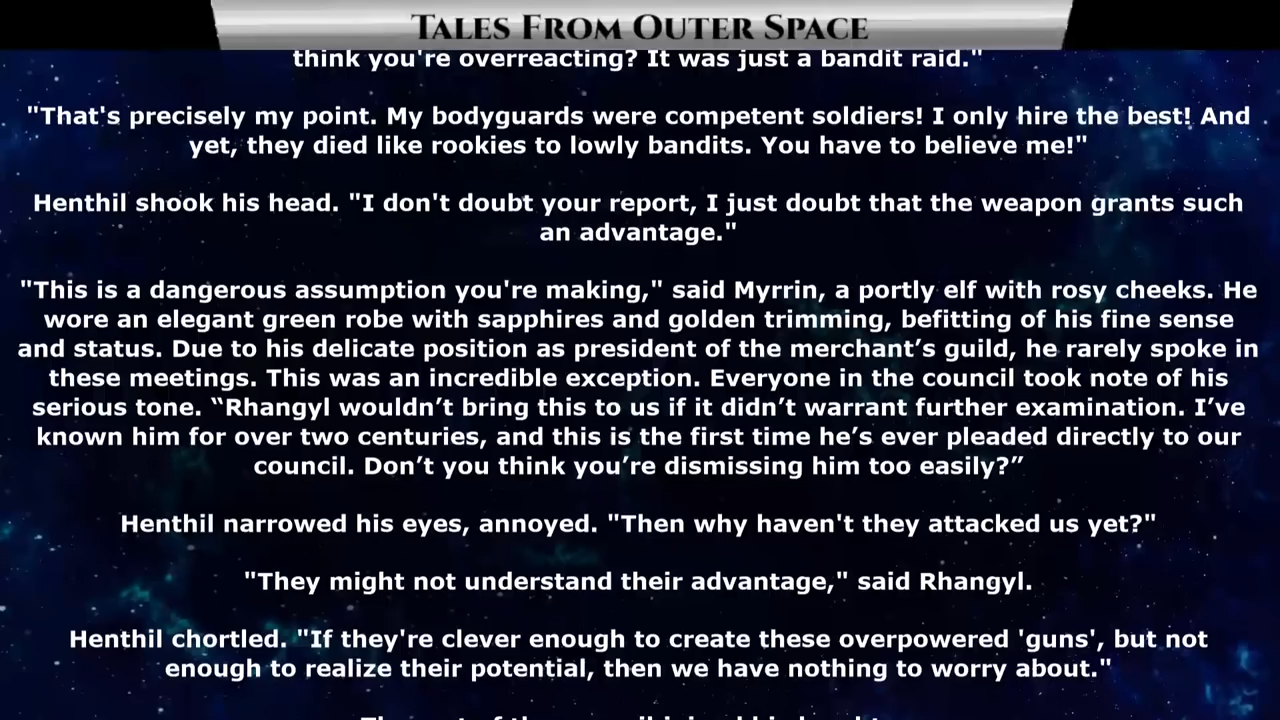 TALES FROM OUTER SPACE
think you're overreacting? It was just a bandit raid."
"That's precisely my point. My bodyguards were competent soldiers! I only hire the best! And
yet, they died like rookies to lowly bandits. You have to believe me!"
Henthil shook his head. "I don't doubt your report, I just doubt that the weapon grants such
an advantage."
"This is a dangerous assumption you're making," said Myrrin, a portly elf with rosy cheeks. He
wore an elegant green robe with sapphires and golden trimming, befitting of his fine sense
and status. Due to his delicate position as president of the merchant’s guild, he rarely spoke in
these meetings. This was an incredible exception. Everyone in the council took note of his
serious tone. “Rhangyl wouldn’t bring this to us if it didn’t warrant further examination. I’ve
known him for over two centuries, and this is the first time he’s ever pleaded directly to our
council. Don’t you think you’re dismissing him too easily?”
Henthil narrowed his eyes, annoyed. "Then why haven't they attacked us yet?"
"They might not understand their advantage," said Rhangyl.
Henthil chortled. "If they're clever enough to create these overpowered 'guns', but not
enough to realize their potential, then we have nothing to worry about."